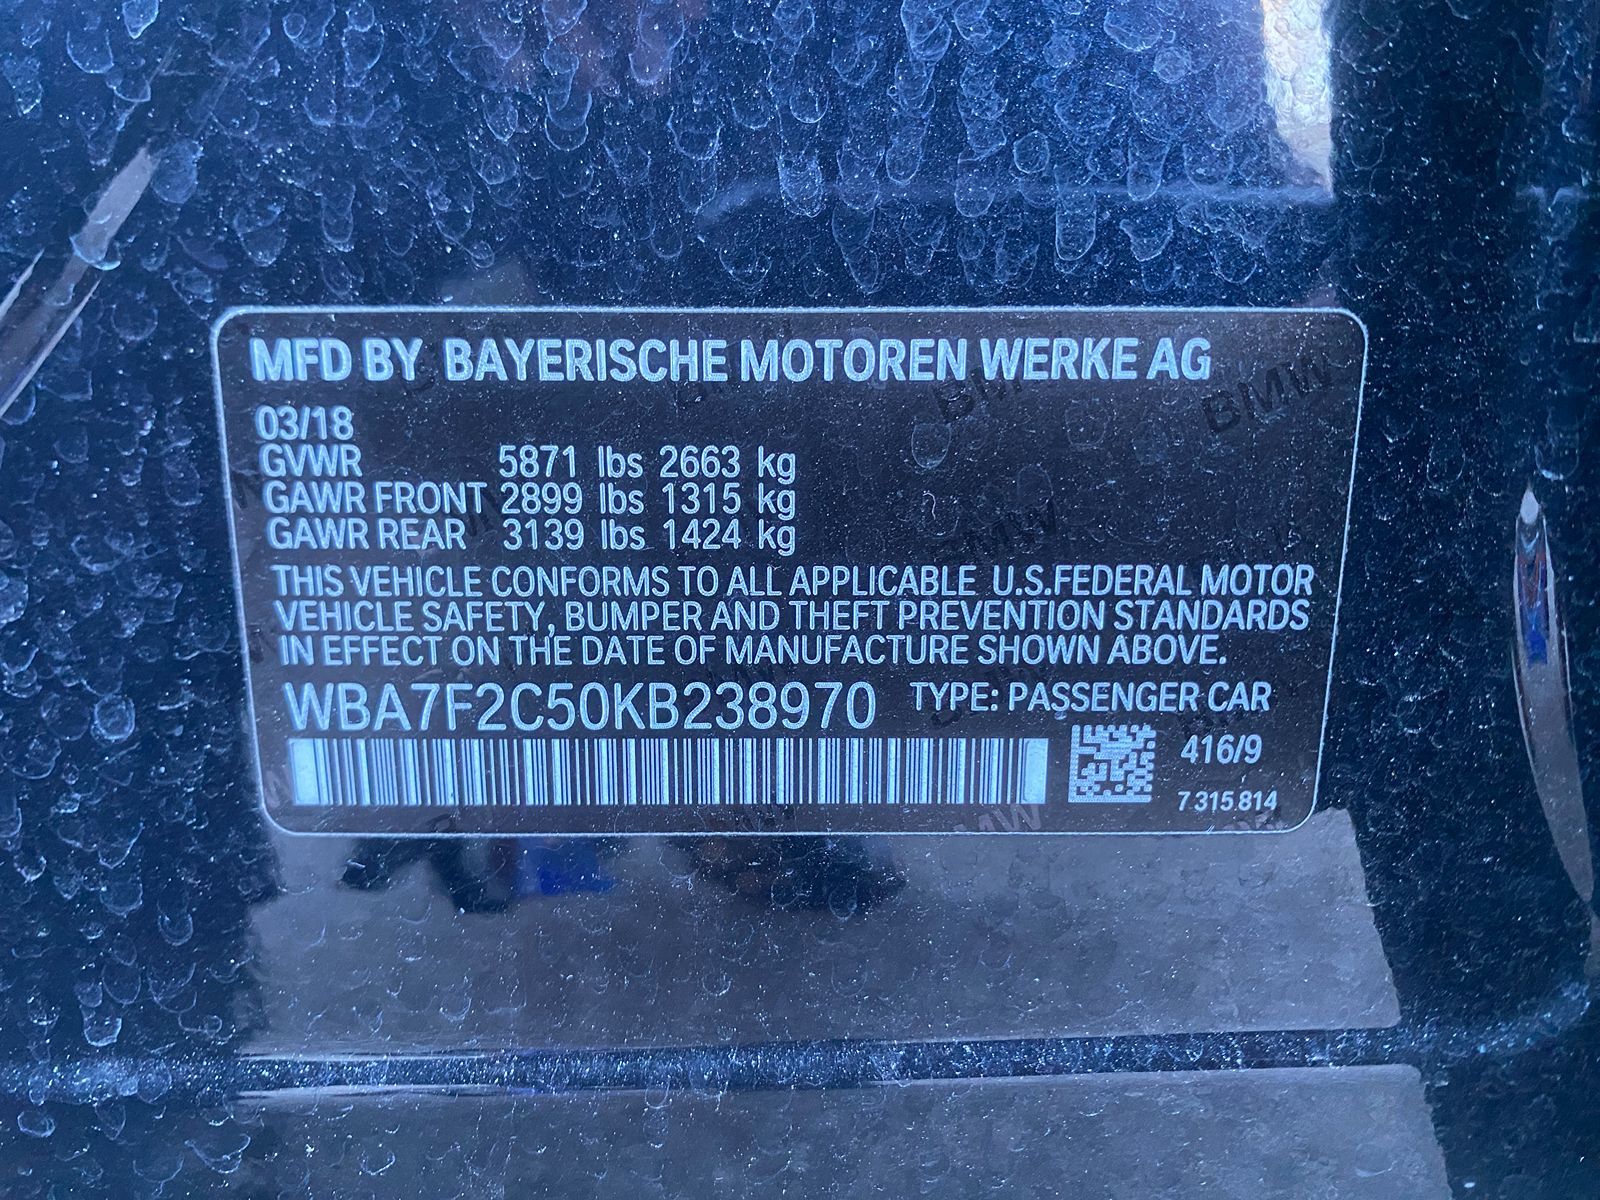 MFD BY BAYERISCHE MOTOREN WERKE AG
03/18
GVWR 5871 lbs 2663 kg
GAWR FRONT 2899 lbs 1315 kg
GAWR REAR 3139 lbs 1424 kg
THIS VEHICLE CONFORMS TO ALL APPLICABLE U.S.FEDERAL MOTOR
VEHICLE SAFETY, BUMPER AND THEFT PREVENTION STANDARDS
IN EFFECT ON THE DATE OF MANUFACTURE SHOWN ABOVE.
WBA7F2C50KB238970 TYPE: PASSENGER CAR
416/9
7.315.814